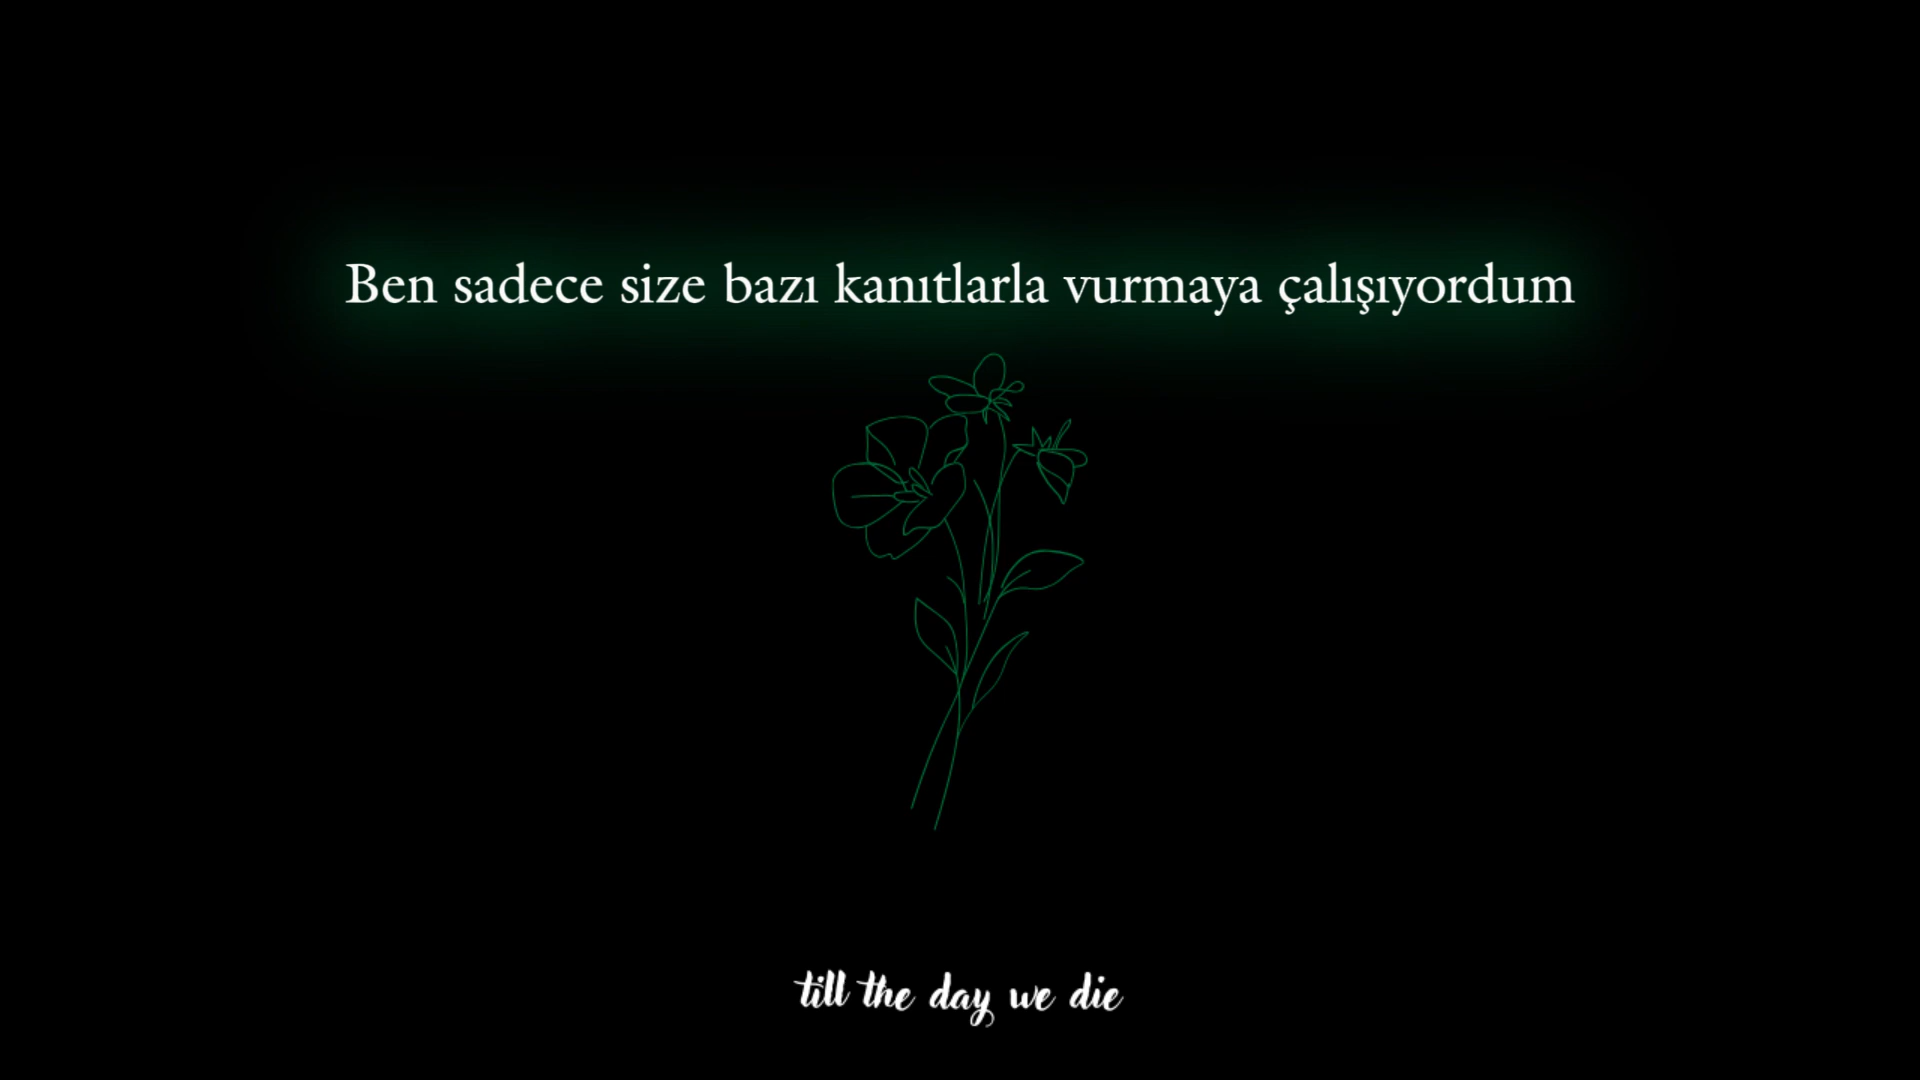 Ben sadece size bazı kanıtlarla vurmaya çalışıyordum
till the day we die